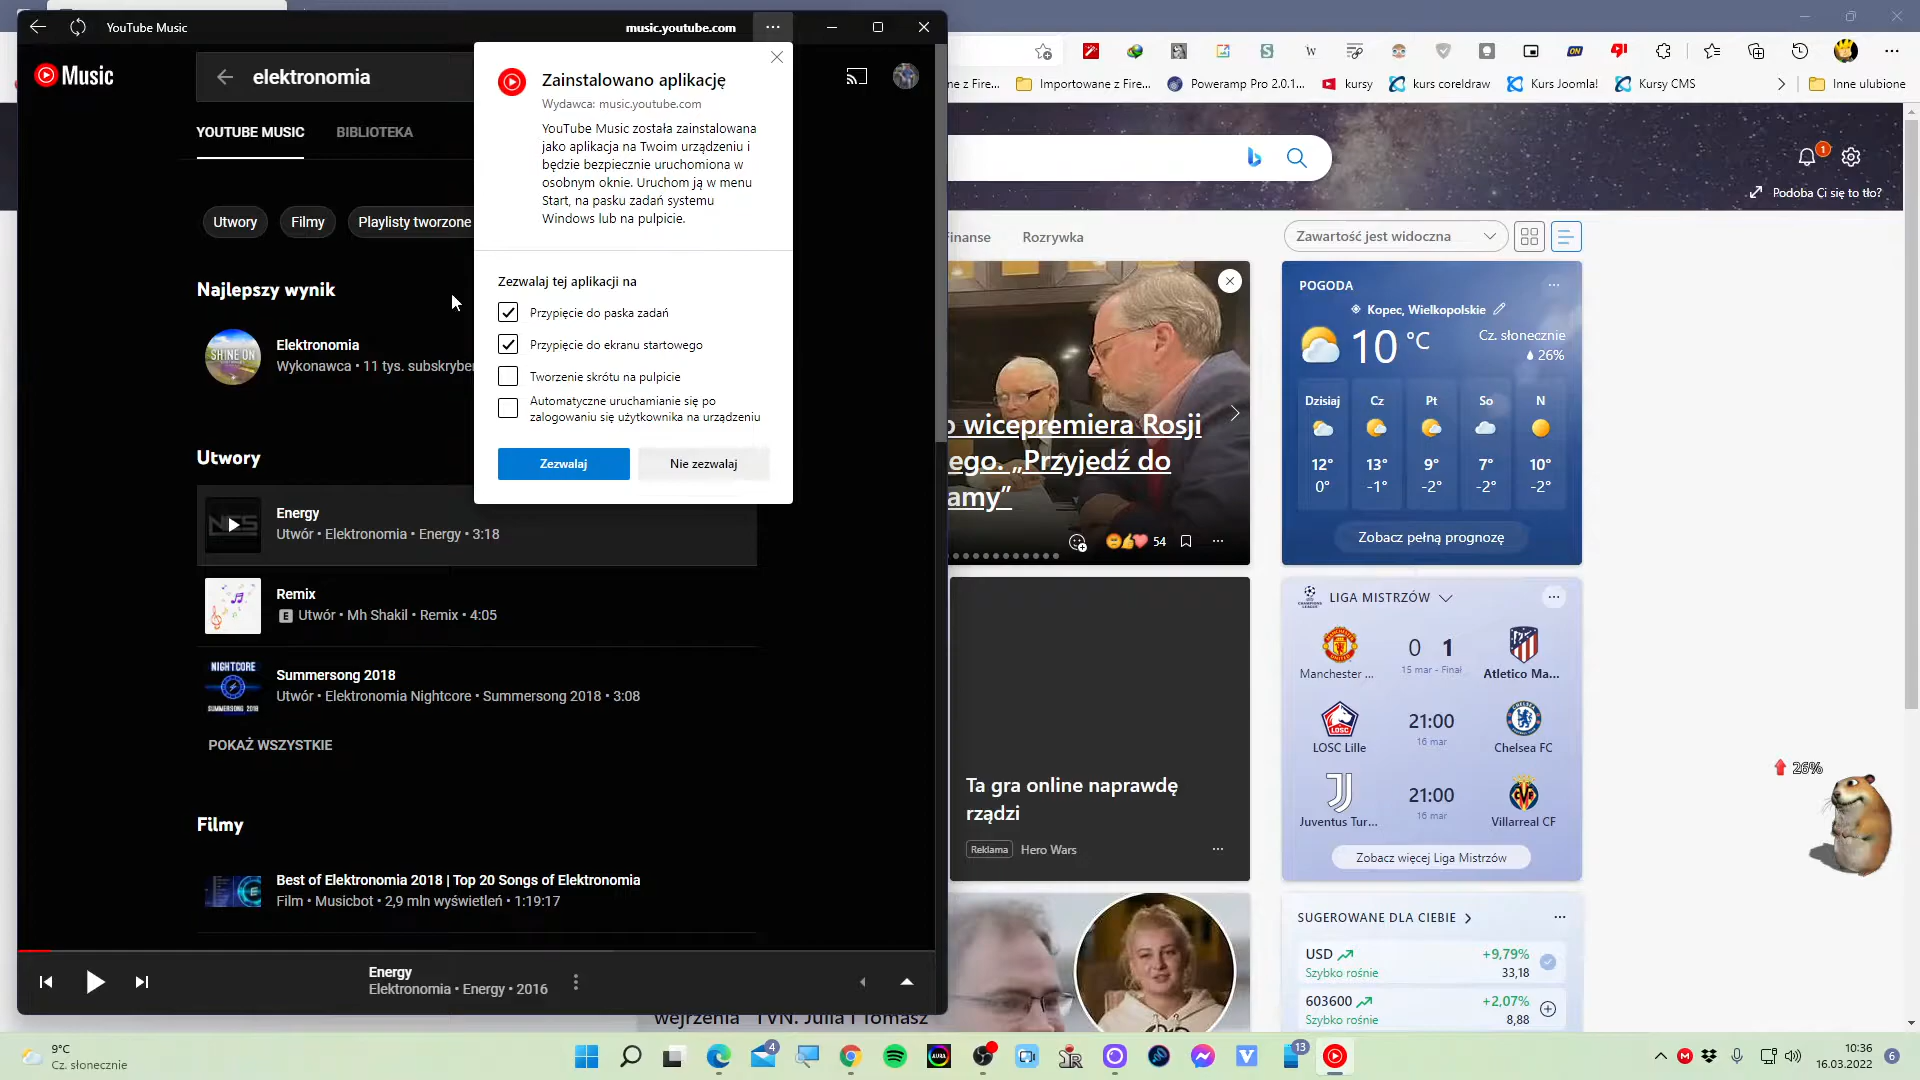 YouTube Music
music.youtube.com
Music
elektronomia
YOUTUBE MUSIC
BIBLIOTEKA
Utwory
Filmy
Playlisty tworzone
Najlepszy wynik
SHINE ON
Elektronomia
Wykonawca • 11 tys. subskryber
Utwory
Energy
Utwór • Elektronomia • Energy • 3:18
Remix
E Utwór • Mh Shakil • Remix • 4:05
NIGHTCORE
SUMMERSONG 2018
Summersong 2018
Utwór • Elektronomia Nightcore • Summersong 2018 • 3:08
POKAŻ WSZYSTKIE
Filmy
Best of Elektronomia 2018 | Top 20 Songs of Elektronomia
Film • Musicbot • 2,9 mln wyświetleń • 1:19:17
Energy
Elektronomia • Energy • 2016
Zainstalowano aplikację
Wydawca: music.youtube.com
YouTube Music została zainstalowana
jako aplikacja na Twoim urządzeniu i
będzie bezpiecznie uruchomiona w
osobnym oknie. Uruchom ją w menu
Start, na pasku zadań systemu
Windows lub na pulpicie.
Zezwalaj tej aplikacji na
Przypięcie do paska zadań
Przypięcie do ekranu startowego
Tworzenie skrótu na pulpicie
Automatyczne uruchamianie się po
zalogowaniu się użytkownika na urządzeniu
Zezwalaj
Nie zezwalaj
ne z Fire...
Importowane z Fire...
Poweramp Pro 2.0.1...
kursy
kurs coreldraw
Kurs Joomla!
Kursy CMS
Inne ulubione
1
Podoba Ci się to tło?
inanse
Rozrywka
Zawartość jest widoczna
o wicepremiera Rosji
ego. „Przyjedź do
amy”
54
Ta gra online naprawdę
rządzi
Reklama
Hero Wars
POGODA
Kopec, Wielkopolskie
10 °C
Cz. słonecznie
26%
Dzisiaj Cz Pt So N
12° 13° 9° 7° 10°
0° -1° -2° -2° -2°
Zobacz pełną prognozę
LIGA MISTRZÓW
0 1
Manchester ...
15 mar - Finał
Atletico Ma...
21:00
LOSC Lille
16 mar
Chelsea FC
21:00
Juventus Tur...
16 mar
Villarreal CF
Zobacz więcej Liga Mistrzów
SUGEROWANE DLA CIEBIE
USD
+9,79%
Szybko rośnie
33,18
603600
+2,07%
Szybko rośnie
8,88
26%
wejrzenia" TVN. Julia i Tomasz
9°C
Cz. słonecznie
4
13
10:36
16.03.2022
6